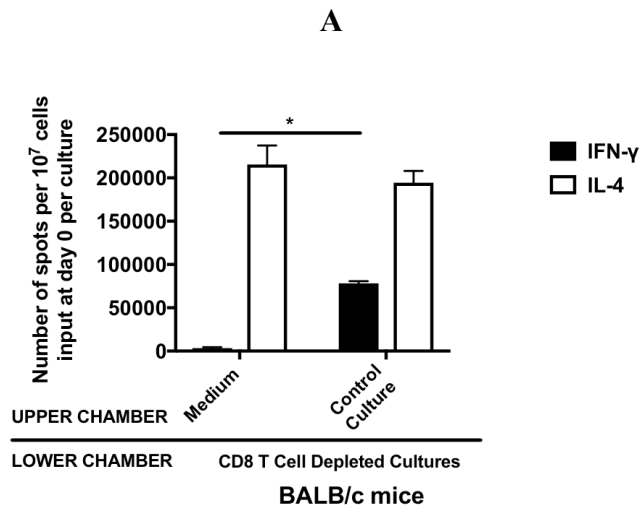 A
Number of spots per 10⁷ cells
input at day 0 per culture
250000
200000
150000
100000
50000
0
*
IFN-γ
IL-4
Medium
Control
Culture
UPPER CHAMBER
LOWER CHAMBER
CD8 T Cell Depleted Cultures
BALB/c mice